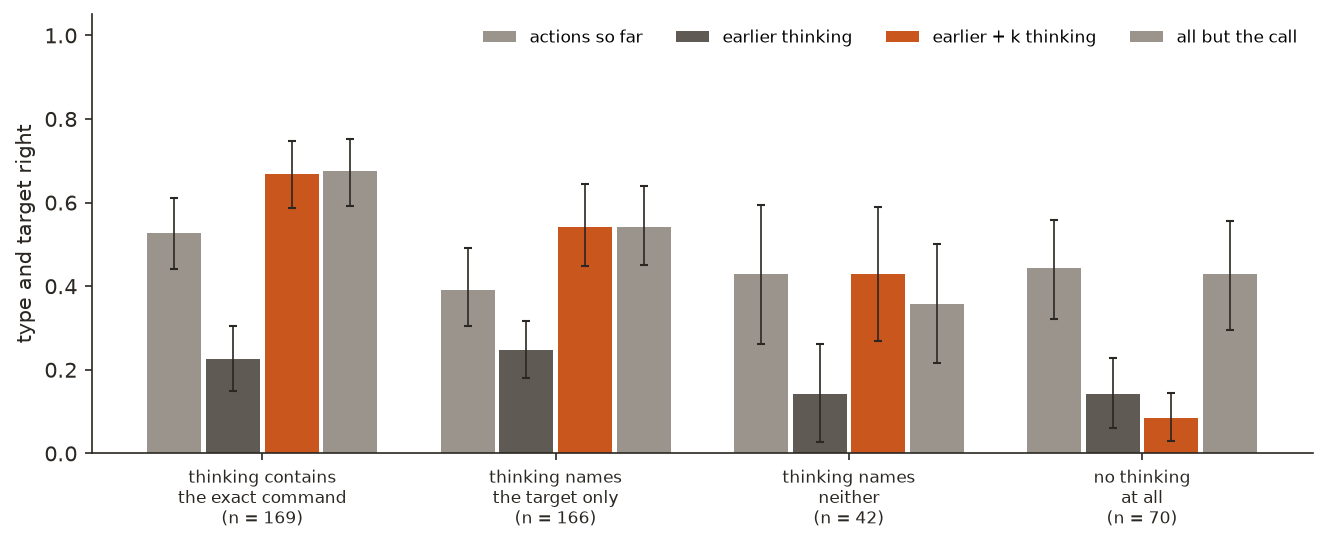 actions so far
earlier thinking
earlier + k thinking
all but the call
type and target right
1.0
0.8
0.6
0.4
0.2
0.0
thinking contains
the exact command
(n = 169)
thinking names
the target only
(n = 166)
thinking names
neither
(n = 42)
no thinking
at all
(n = 70)